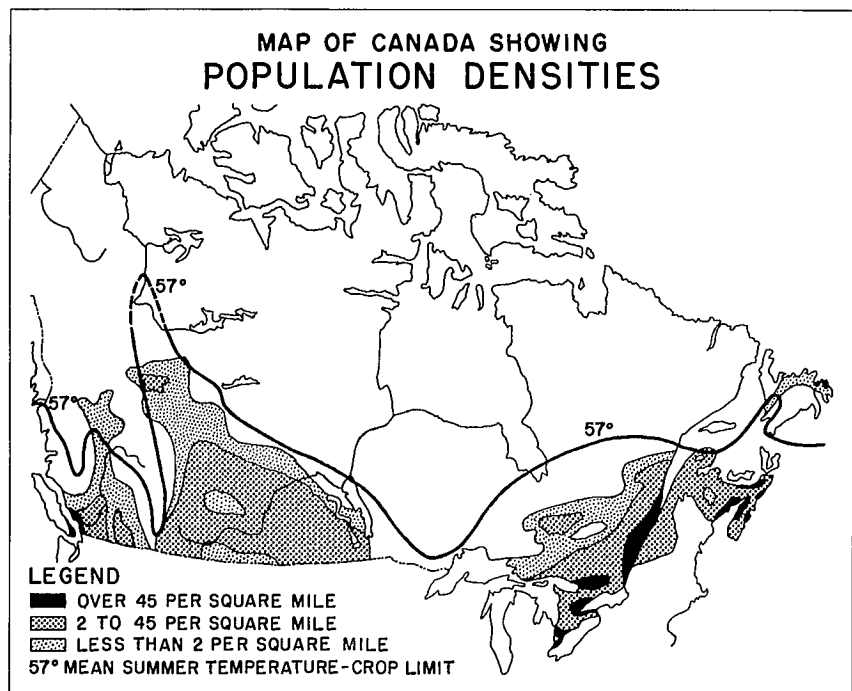 MAP OF CANADA SHOWING
POPULATION DENSITIES
57°
57°
57°
LEGEND
OVER 45 PER SQUARE MILE
2 TO 45 PER SQUARE MILE
LESS THAN 2 PER SQUARE MILE
57° MEAN SUMMER TEMPERATURE-CROP LIMIT